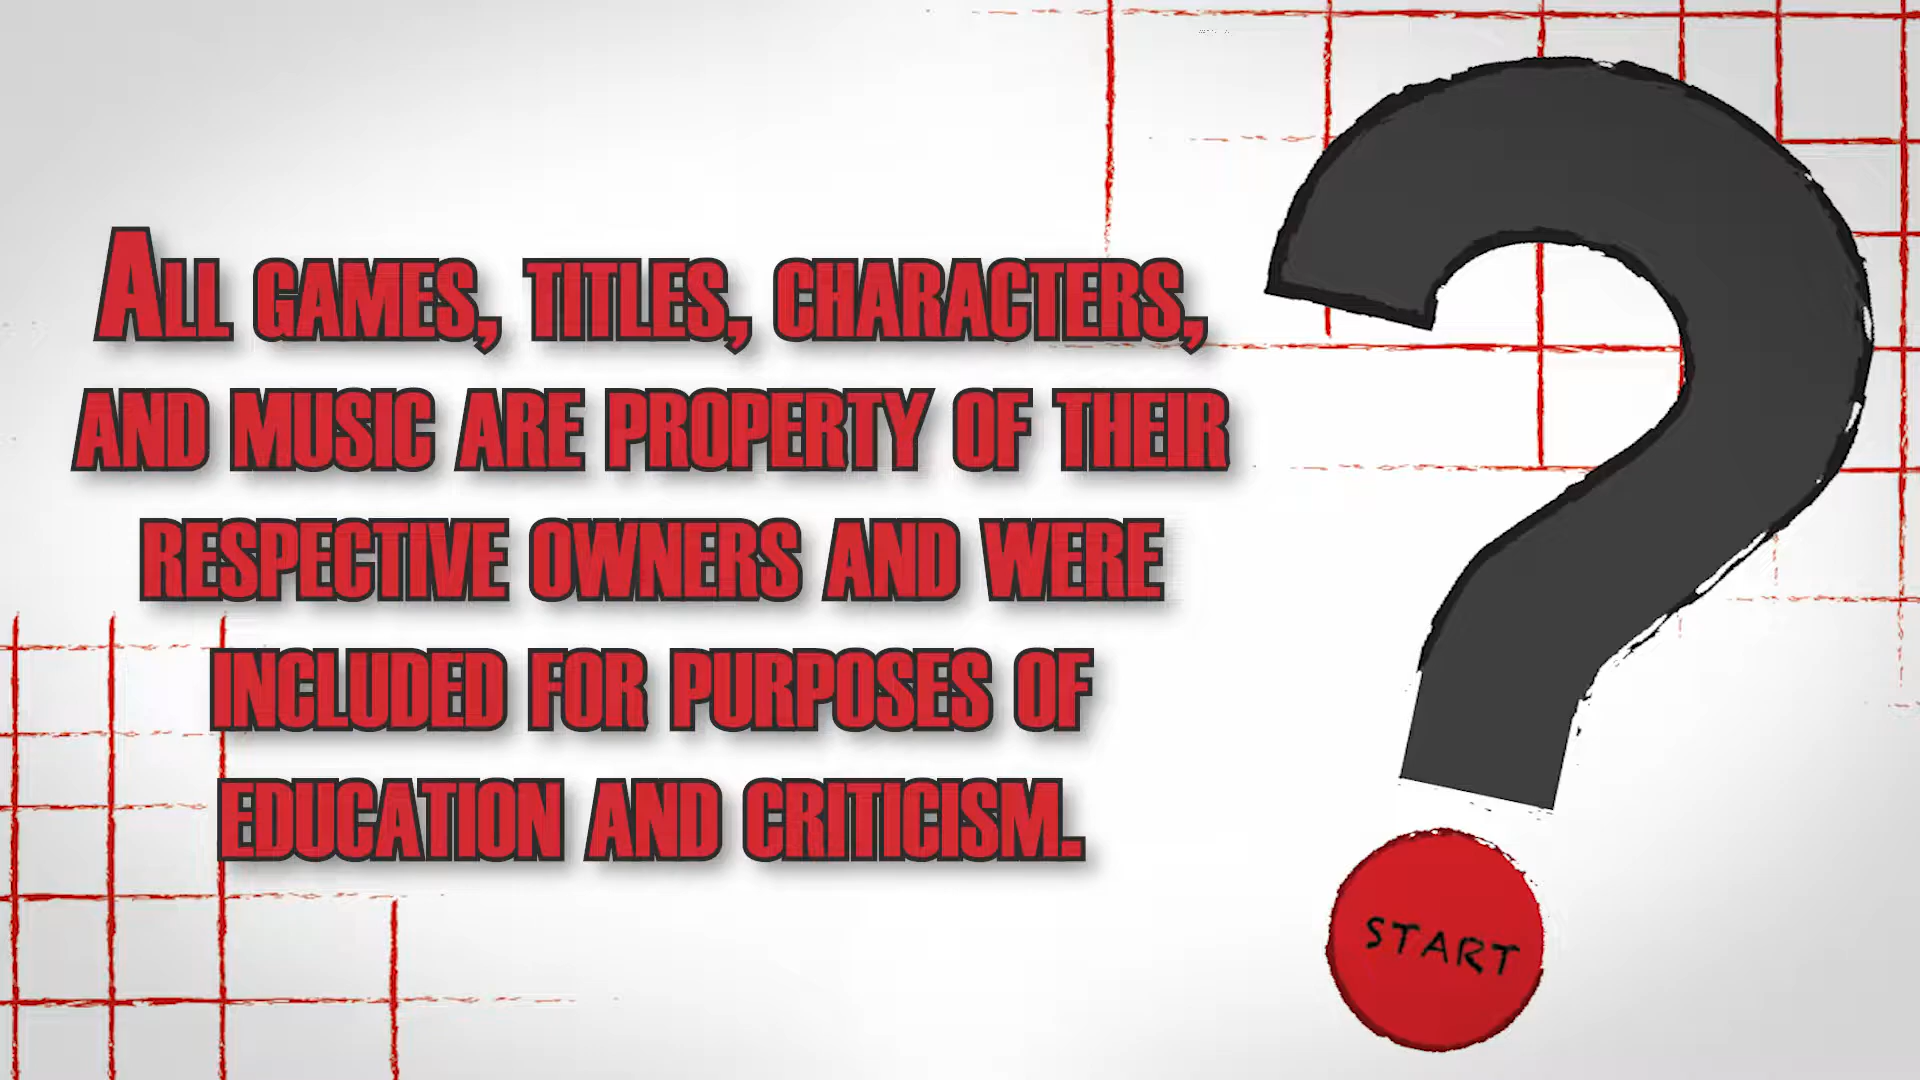 All games, titles, characters,
and music are property of their
respective owners and were
included for purposes of
education and criticism.
START